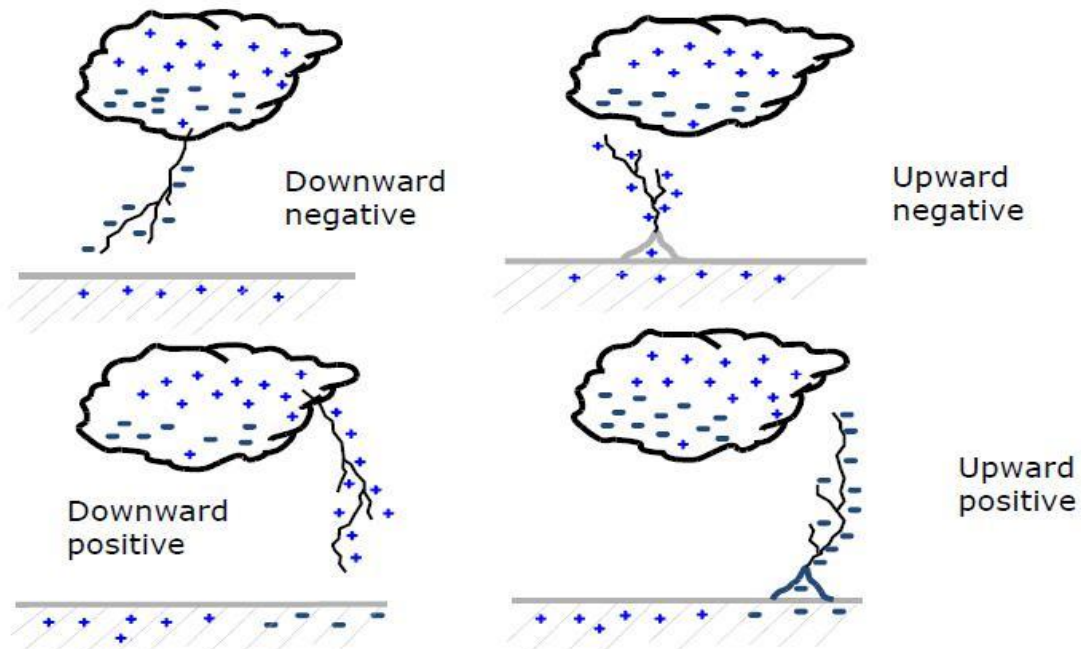 Downward
negative
Upward
negative
Downward
positive
Upward
positive